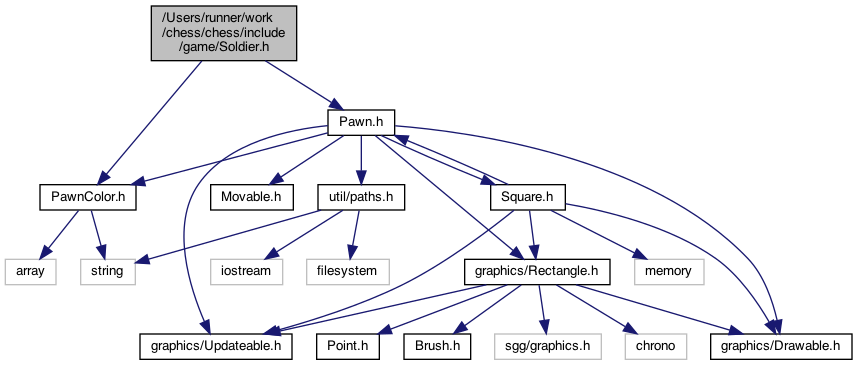 /Users/runner/work
/chess/chess/include
/game/Soldier.h
Pawn.h
PawnColor.h
Movable.h
util/paths.h
Square.h
array
string
iostream
filesystem
graphics/Rectangle.h
memory
graphics/Updateable.h
Point.h
Brush.h
sgg/graphics.h
chrono
graphics/Drawable.h